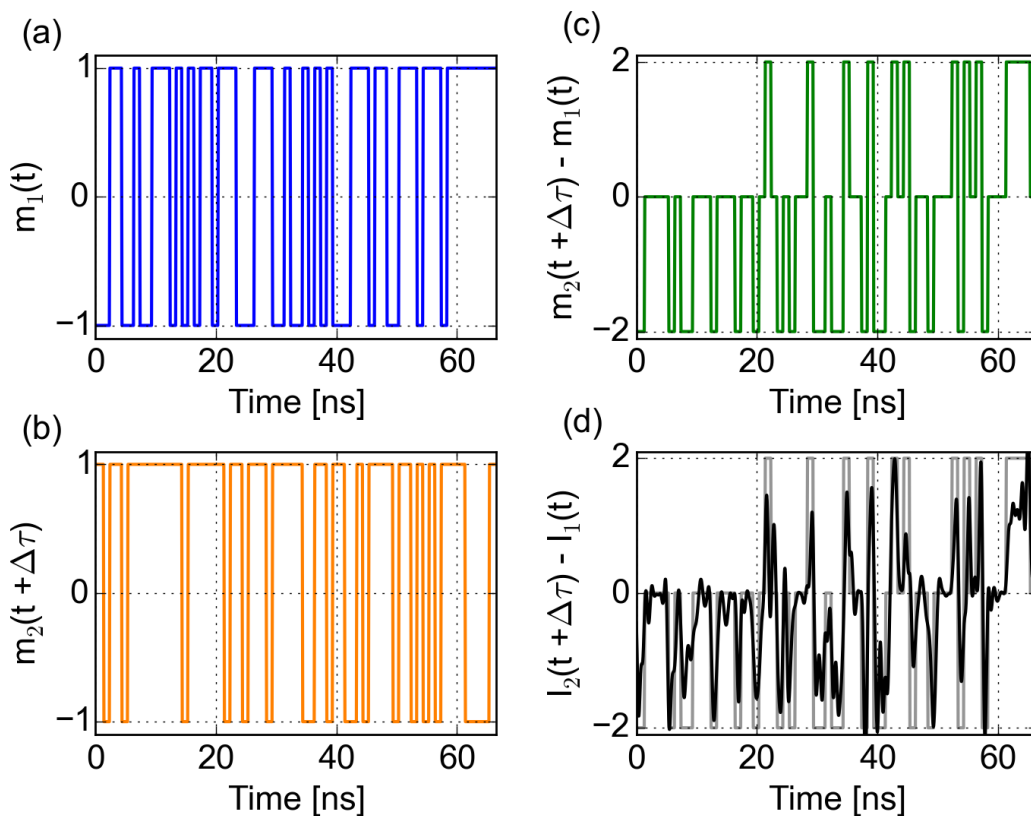 (a)
m₁(t)
1
0
−1
0 20 40 60
Time [ns]
(c)
m₂(t + Δτ) - m₁(t)
2
0
−2
0 20 40 60
Time [ns]
(b)
m₂(t + Δτ)
1
0
−1
0 20 40 60
Time [ns]
(d)
I₂(t + Δτ) - I₁(t)
2
0
−2
0 20 40 60
Time [ns]